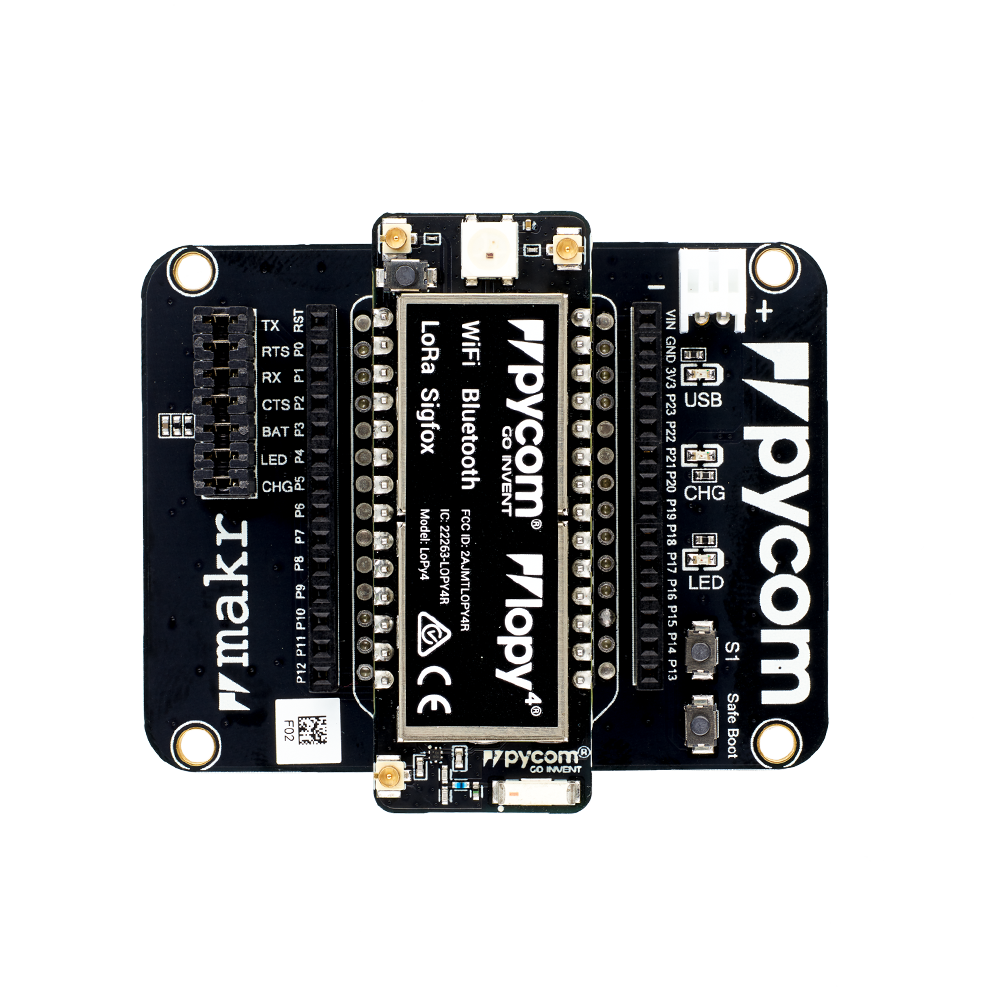 TX
RTS
RX
CTS
BAT
LED
CHG
RST
P0
P1
P2
P3
P4
P5
P6
P7
P8
P9
P10
P11
P12
makr
F02
pycom®
GO INVENT
lopy4®
WiFi Bluetooth
LoRa Sigfox
FCC ID: 2AJMTLOPY4R
IC: 22263-LOPY4R
Model: LoPy4
CE
pycom®
GO INVENT
VIN
GND
3V3
P23
P22
P21
P20
P19
P18
P17
P16
P15
P14
P13
− +
USB
CHG
LED
S1
Safe Boot
pycom